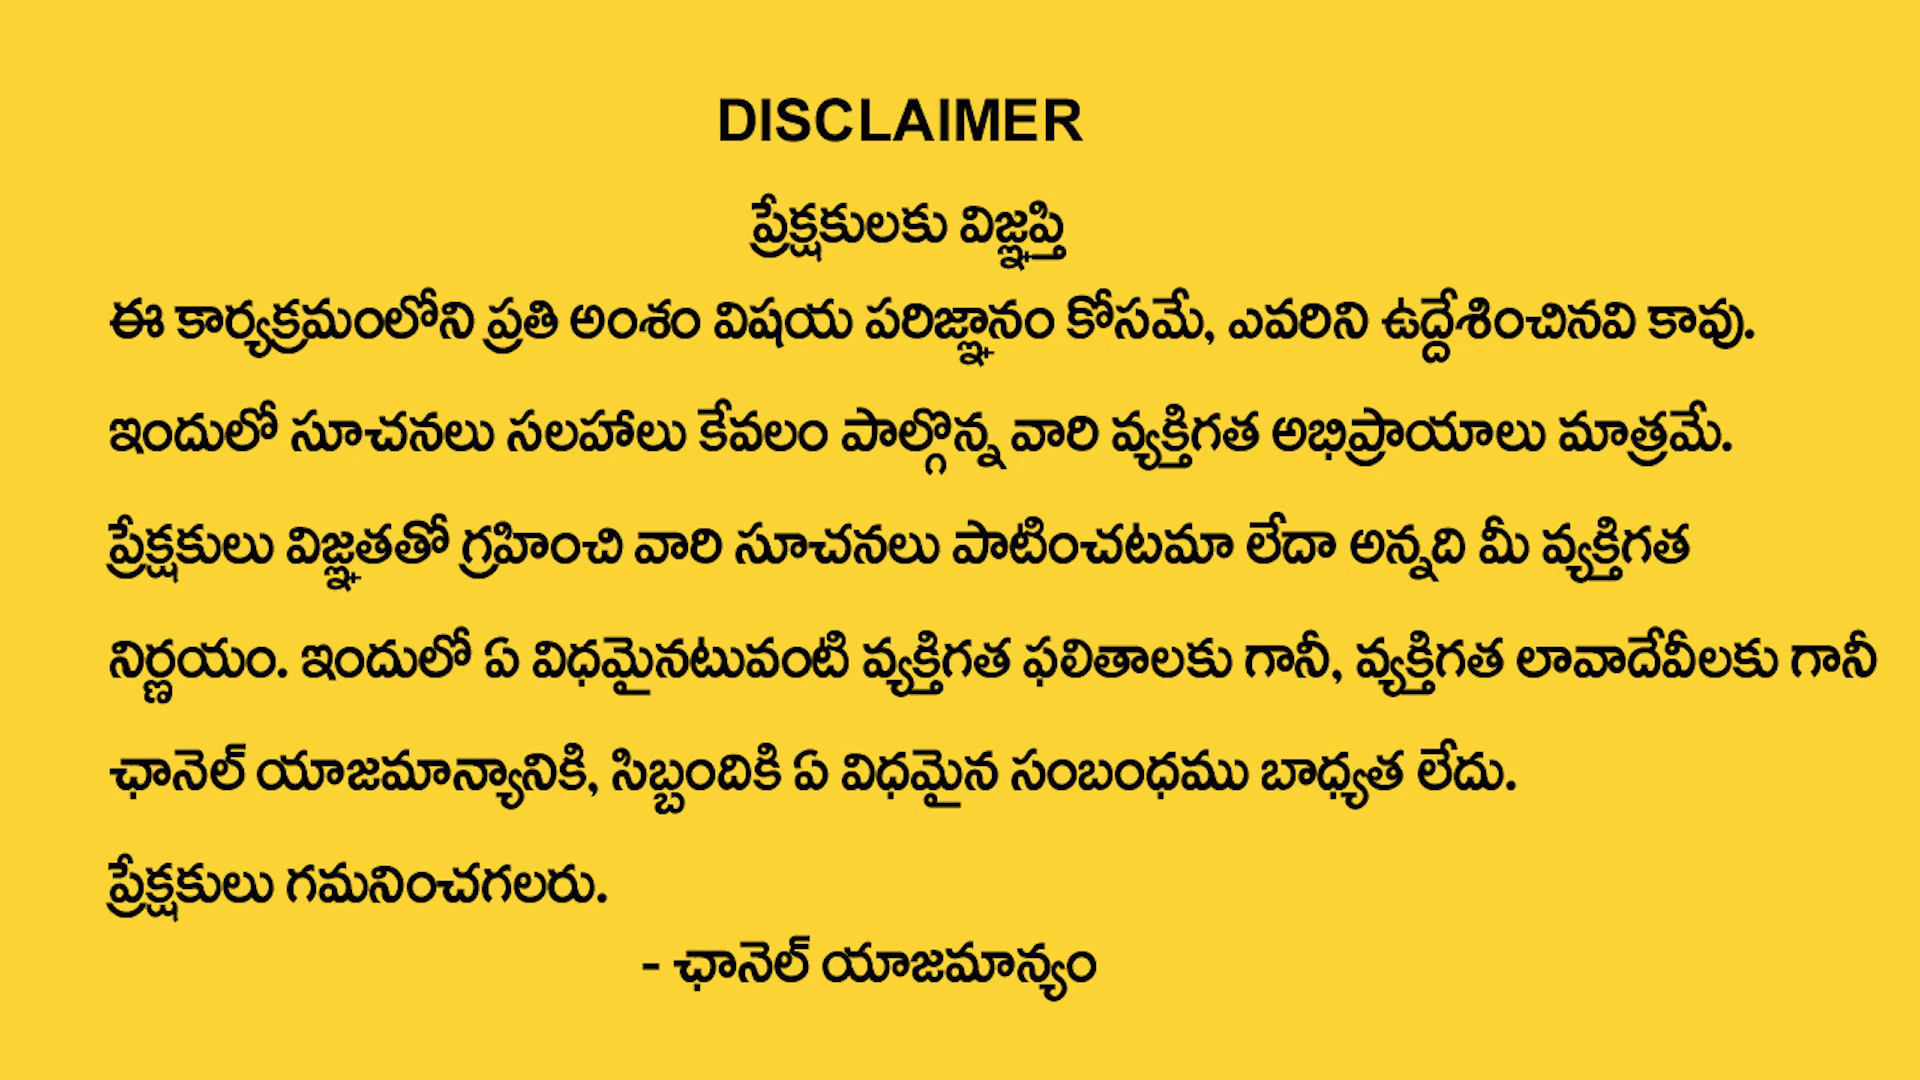 DISCLAIMER
ప్రేక్షకులకు విజ్ఞప్తి
ఈ కార్యక్రమంలోని ప్రతి అంశం విషయ పరిజ్ఞానం కోసమే, ఎవరిని ఉద్దేశించినవి కావు.
ఇందులో సూచనలు సలహాలు కేవలం పాల్గొన్న వారి వ్యక్తిగత అభిప్రాయాలు మాత్రమే.
ప్రేక్షకులు విజ్ఞతతో గ్రహించి వారి సూచనలు పాటించటమా లేదా అన్నది మీ వ్యక్తిగత
నిర్ణయం. ఇందులో ఏ విధమైనటువంటి వ్యక్తిగత ఫలితాలకు గానీ, వ్యక్తిగత లావాదేవీలకు గానీ
ఛానెల్ యాజమాన్యానికి, సిబ్బందికి ఏ విధమైన సంబంధము బాధ్యత లేదు.
ప్రేక్షకులు గమనించగలరు.
- ఛానెల్ యాజమాన్యం